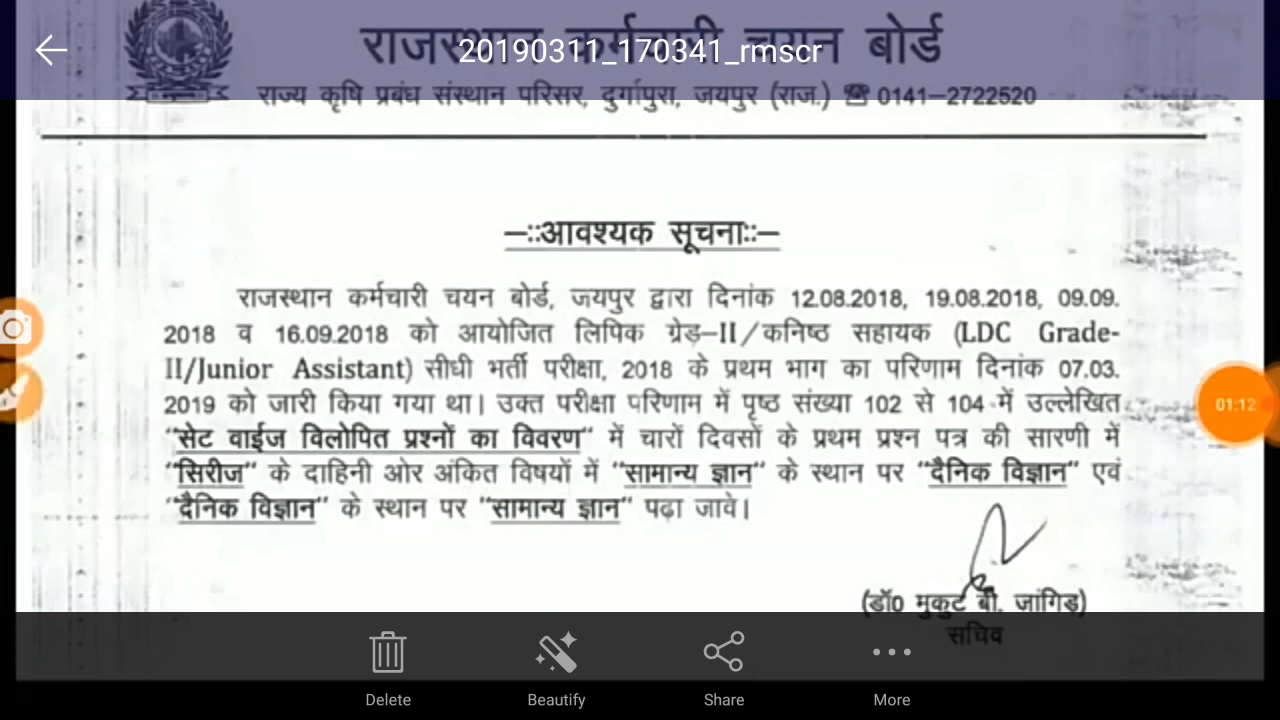 राजस्थान कर्मचारी चयन बोर्ड
20190311_170341_rmscr
राज्य कृषि प्रबंध संस्थान परिसर, दुर्गापुरा, जयपुर (राज.) ☎ 0141–2722520
–::आवश्यक सूचना::–
राजस्थान कर्मचारी चयन बोर्ड, जयपुर द्वारा दिनांक 12.08.2018, 19.08.2018, 09.09.
2018 व 16.09.2018 को आयोजित लिपिक ग्रेड़–II/कनिष्ठ सहायक (LDC Grade-
II/Junior Assistant) सीधी भर्ती परीक्षा, 2018 के प्रथम भाग का परिणाम दिनांक 07.03.
2019 को जारी किया गया था। उक्त परीक्षा परिणाम में पृष्ठ संख्या 102 से 104 में उल्लेखित
"सेट वाईज विलोपित प्रश्नों का विवरण" में चारों दिवसों के प्रथम प्रश्न पत्र की सारणी में
"सिरीज" के दाहिनी ओर अंकित विषयों में "सामान्य ज्ञान" के स्थान पर "दैनिक विज्ञान" एवं
"दैनिक विज्ञान" के स्थान पर "सामान्य ज्ञान" पढ़ा जावे।
01:12
(डॉ0 मुकुट बी. जांगिड़)
सचिव
Delete Beautify Share More